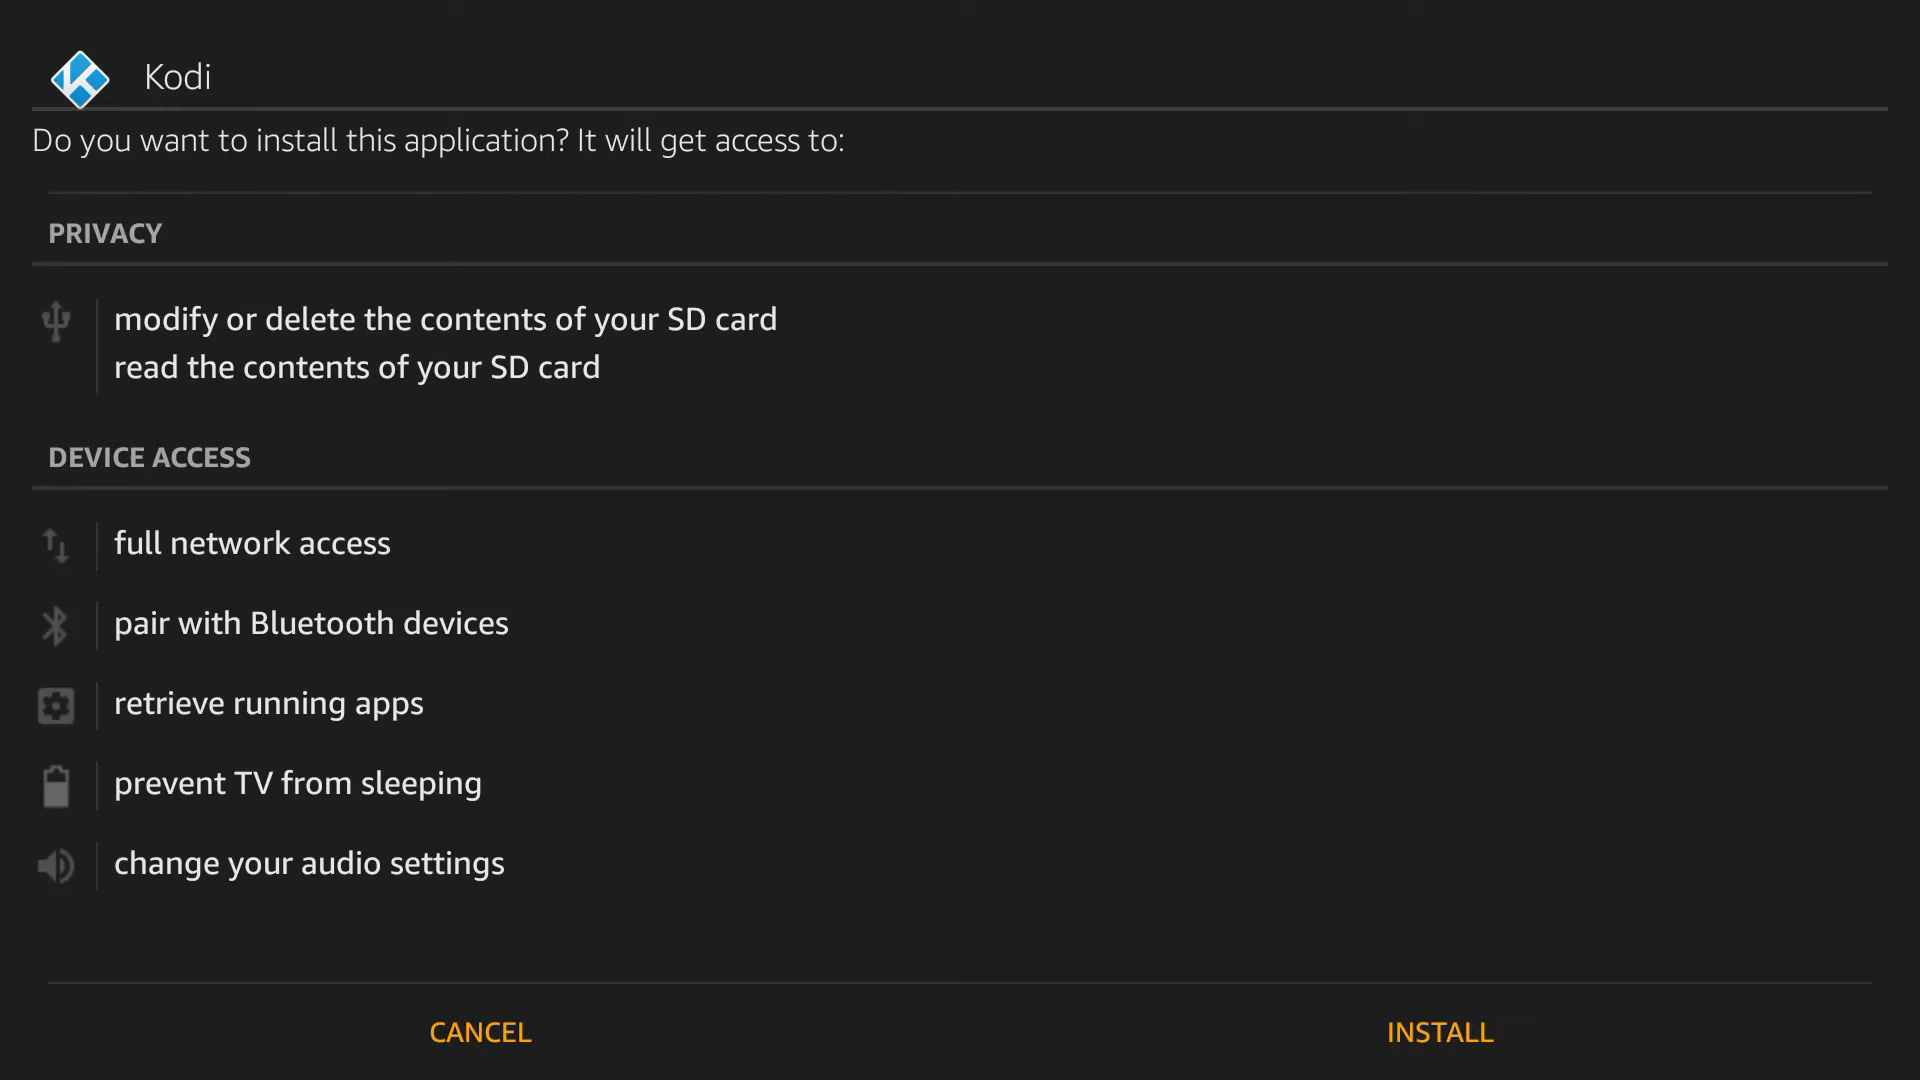 Kodi
Do you want to install this application? It will get access to:
PRIVACY
modify or delete the contents of your SD card
read the contents of your SD card
DEVICE ACCESS
full network access
pair with Bluetooth devices
retrieve running apps
prevent TV from sleeping
change your audio settings
CANCEL
INSTALL